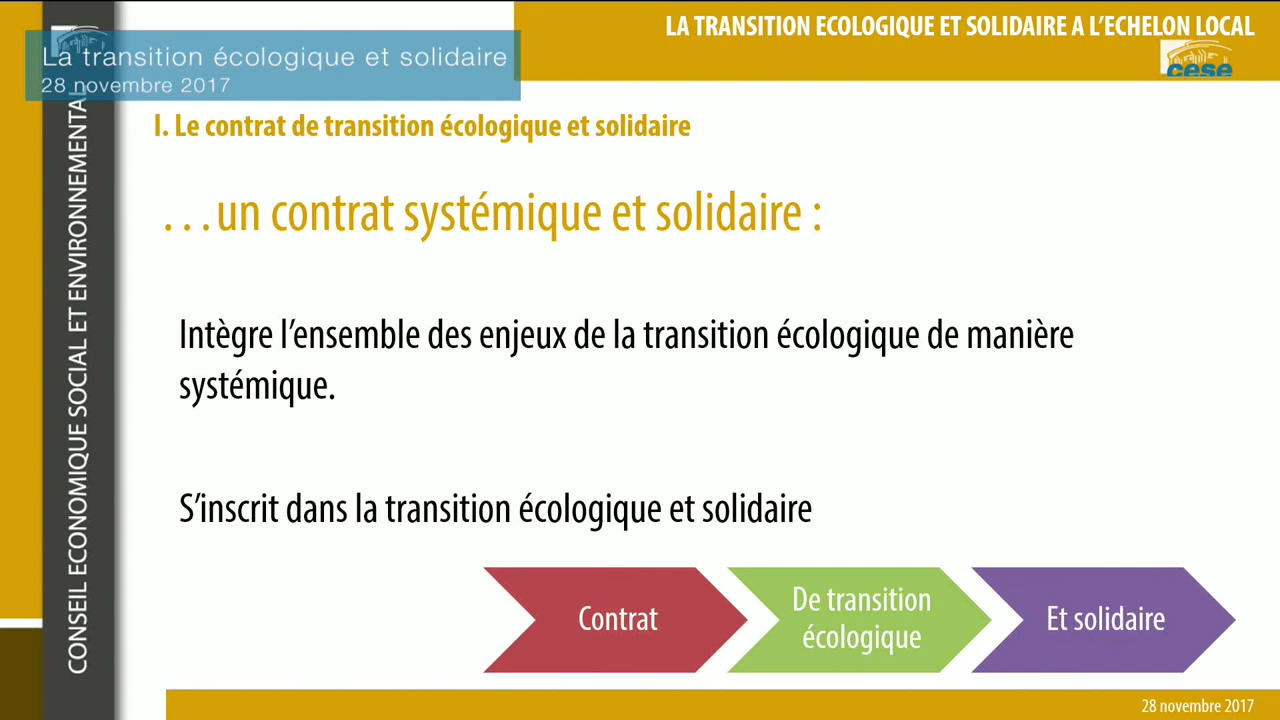 LA TRANSITION ECOLOGIQUE ET SOLIDAIRE A L’ECHELON LOCAL
cese
La transition écologique et solidaire
28 novembre 2017
CONSEIL ECONOMIQUE SOCIAL ET ENVIRONNEMENTAL
I. Le contrat de transition écologique et solidaire
...un contrat systémique et solidaire :
Intègre l’ensemble des enjeux de la transition écologique de manière
systémique.
S’inscrit dans la transition écologique et solidaire
Contrat
De transition
écologique
Et solidaire
28 novembre 2017